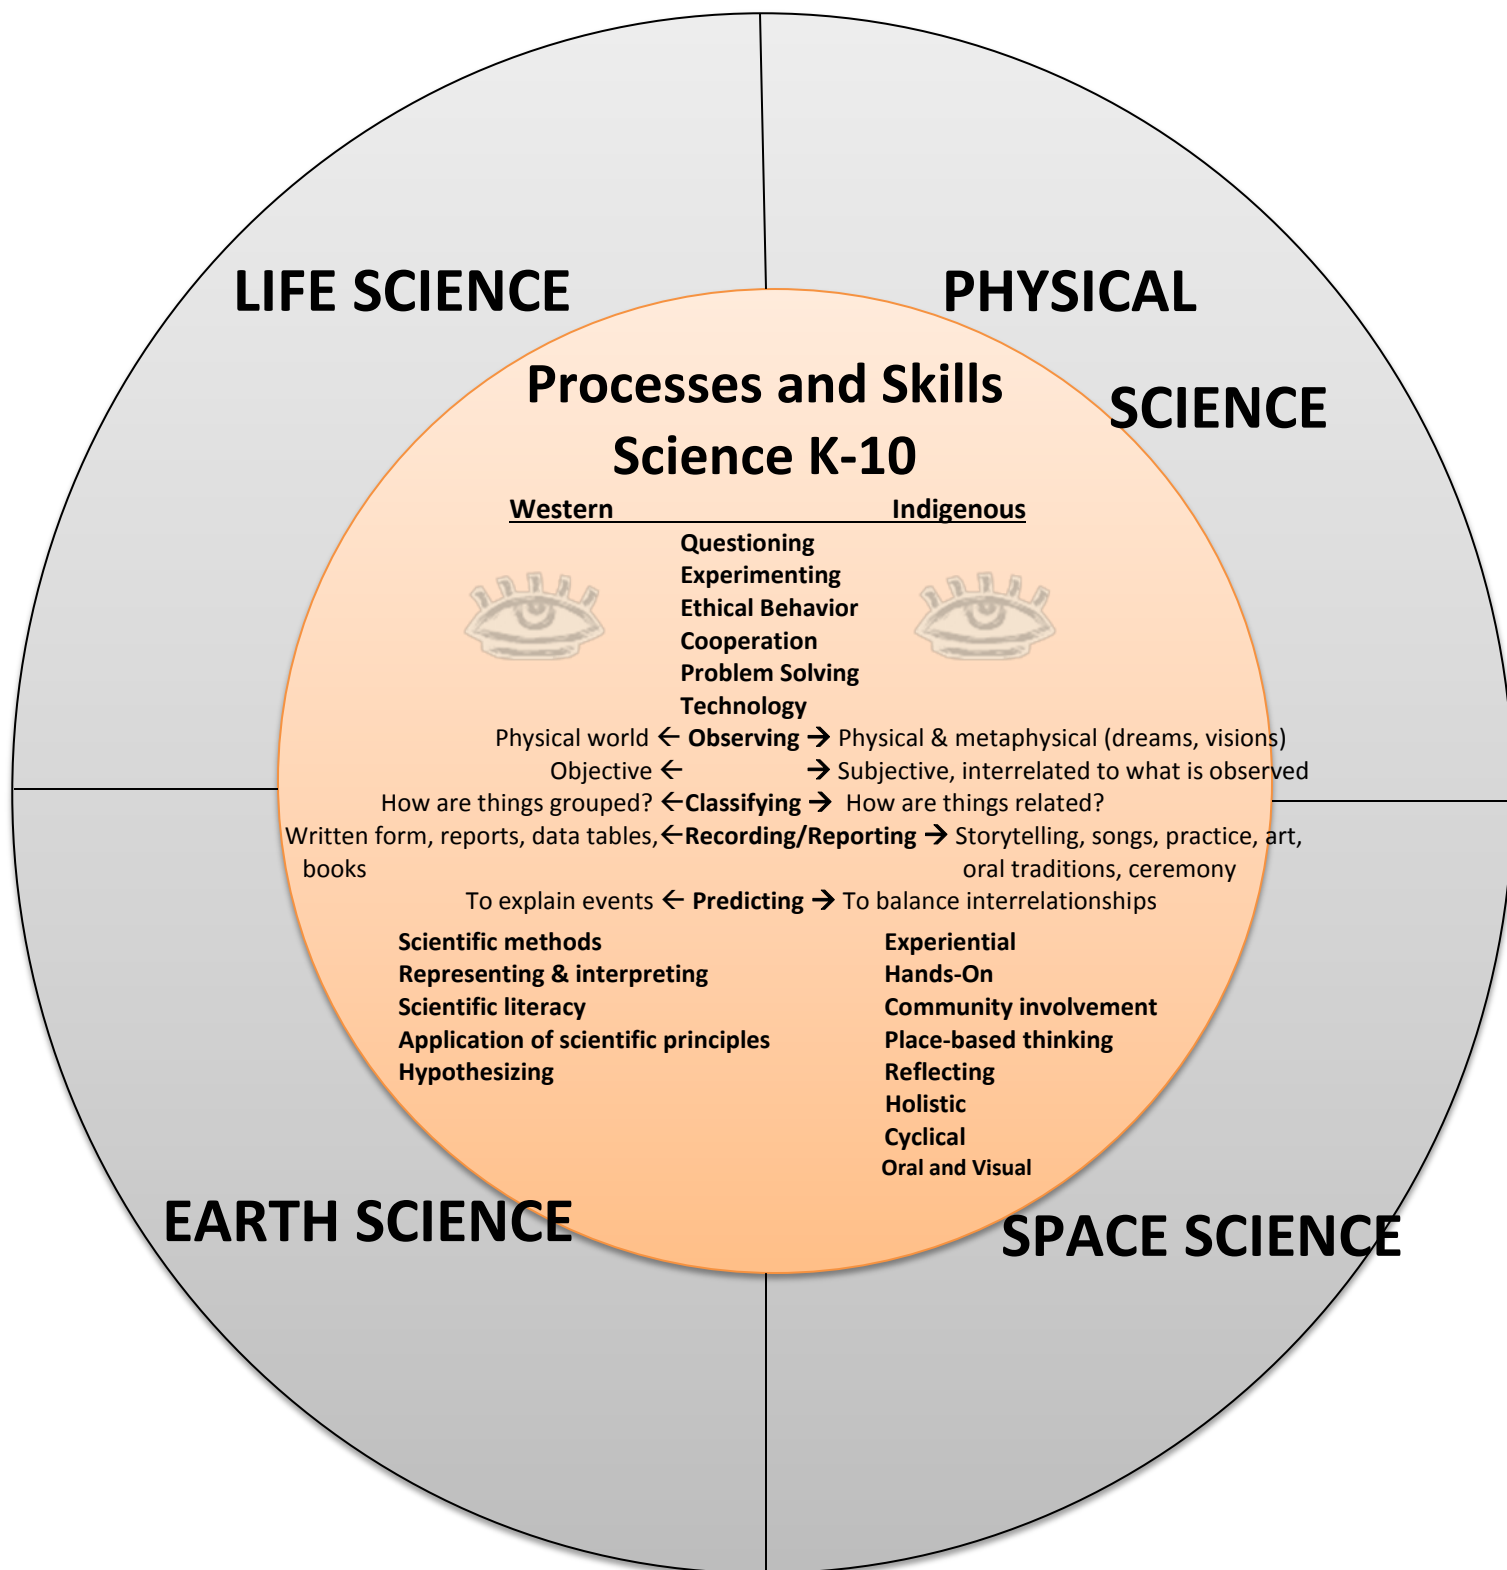 LIFE SCIENCE
PHYSICAL
SCIENCE
Processes and Skills
Science K-10
Western Indigenous
Questioning
Experimenting
Ethical Behavior
Cooperation
Problem Solving
Technology
Physical world ← Observing → Physical & metaphysical (dreams, visions)
Objective ← → Subjective, interrelated to what is observed
How are things grouped? ← Classifying → How are things related?
Written form, reports, data tables, ← Recording/Reporting → Storytelling, songs, practice, art,
books oral traditions, ceremony
To explain events ← Predicting → To balance interrelationships
Scientific methods Experiential
Representing & interpreting Hands-On
Scientific literacy Community involvement
Application of scientific principles Place-based thinking
Hypothesizing Reflecting
Holistic
Cyclical
Oral and Visual
EARTH SCIENCE
SPACE SCIENCE